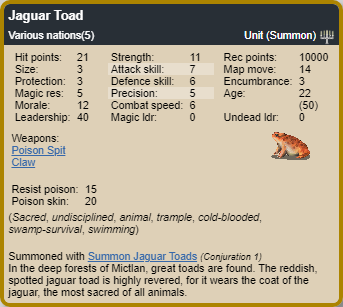 Jaguar Toad
Various nations(5) Unit (Summon)
Hit points: 21 Strength: 11 Rec points: 10000
Size: 3 Attack skill: 7 Map move: 14
Protection: 3 Defence skill: 6 Encumbrance: 3
Magic res: 5 Precision: 5 Age: 22
Morale: 12 Combat speed: 6 (50)
Leadership: 40 Magic ldr: 0 Undead ldr: 0
Weapons:
Poison Spit
Claw
Resist poison: 15
Poison skin: 20
(Sacred, undisciplined, animal, trample, cold-blooded,
swamp-survival, swimming)
Summoned with Summon Jaguar Toads (Conjuration 1)
In the deep forests of Mictlan, great toads are found. The reddish,
spotted jaguar toad is highly revered, for it wears the coat of the
jaguar, the most sacred of all animals.